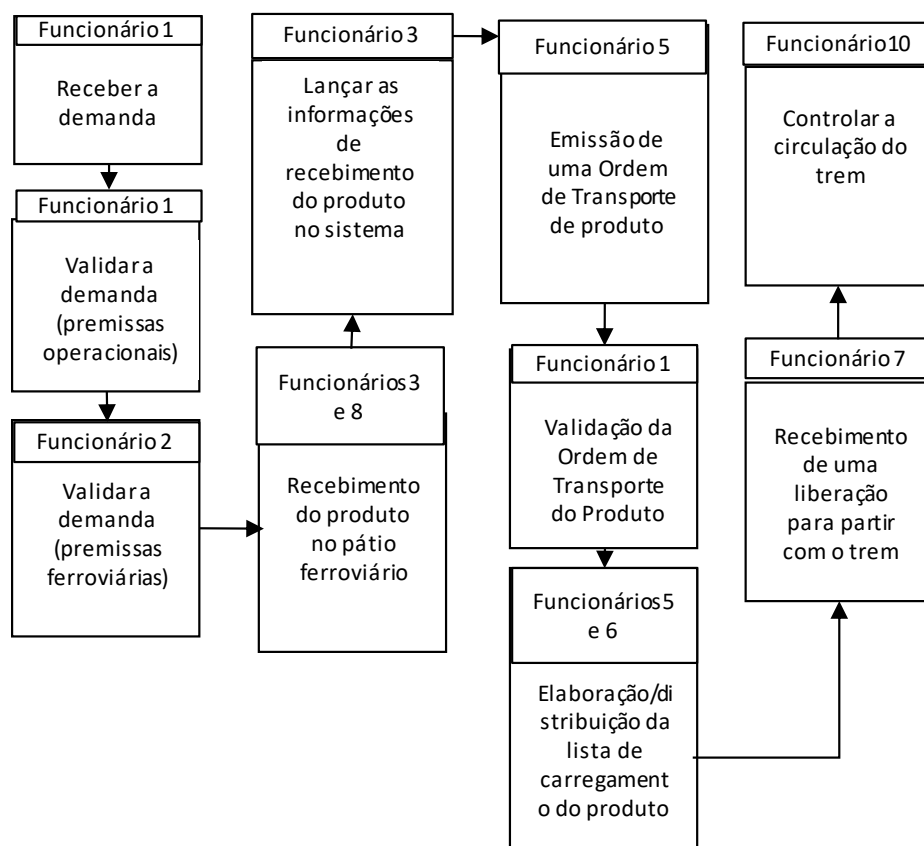 Funcionário 1
Receber a
demanda
Funcionário 1
Validar a
demanda
(premissas
operacionais)
Funcionário 2
Validar a
demanda
(premissas
ferroviárias)
Funcionários 3
e 8
Recebimento
do produto
no pátio
ferroviário
Funcionário 3
Lançar as
informações
de
recebimento
do produto
no sistema
Funcionário 5
Emissão de
uma Ordem
de Transporte
de produto
Funcionário 1
Validação da
Ordem de
Transporte
do Produto
Funcionários 5
e 6
Elaboração/di
stribuição da
lista de
carregament
o do produto
Funcionário 7
Recebimento
de uma
liberação
para partir
com o trem
Funcionário 10
Controlar a
circulação do
trem